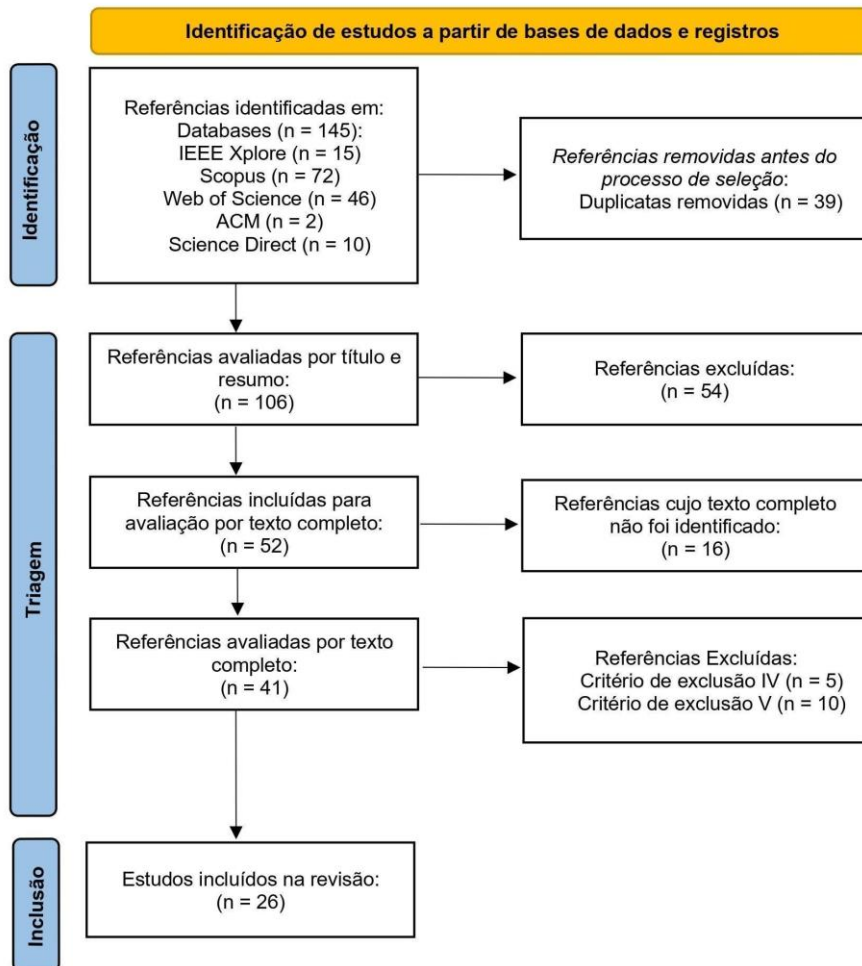 Identificação de estudos a partir de bases de dados e registros
Identificação
Referências identificadas em:
Databases (n = 145):
IEEE Xplore (n = 15)
Scopus (n = 72)
Web of Science (n = 46)
ACM (n = 2)
Science Direct (n = 10)
Referências removidas antes do
processo de seleção:
Duplicatas removidas (n = 39)
Triagem
Referências avaliadas por título e
resumo:
(n = 106)
Referências excluídas:
(n = 54)
Referências incluídas para
avaliação por texto completo:
(n = 52)
Referências cujo texto completo
não foi identificado:
(n = 16)
Referências avaliadas por texto
completo:
(n = 41)
Referências Excluídas:
Critério de exclusão IV (n = 5)
Critério de exclusão V (n = 10)
Inclusão
Estudos incluídos na revisão:
(n = 26)